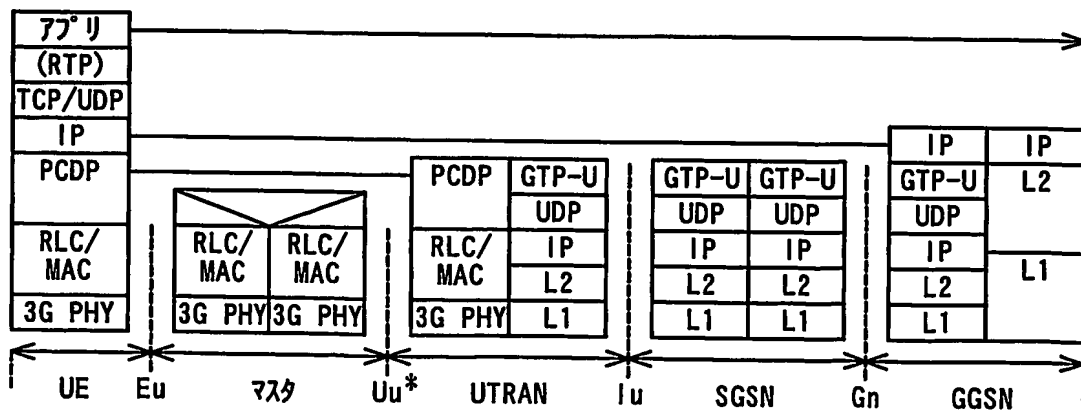 アプリ
(RTP)
TCP/UDP
IP
PCDP
RLC/
MAC
3G PHY
RLC/
MAC
RLC/
MAC
3G PHY
3G PHY
PCDP
RLC/
MAC
3G PHY
GTP-U
UDP
IP
L2
L1
GTP-U
GTP-U
UDP
UDP
IP
IP
L2
L2
L1
L1
IP
GTP-U
UDP
IP
L2
L1
IP
L2
L1
UE
Eu
マスタ
Uu*
UTRAN
Iu
SGSN
Gn
GGSN